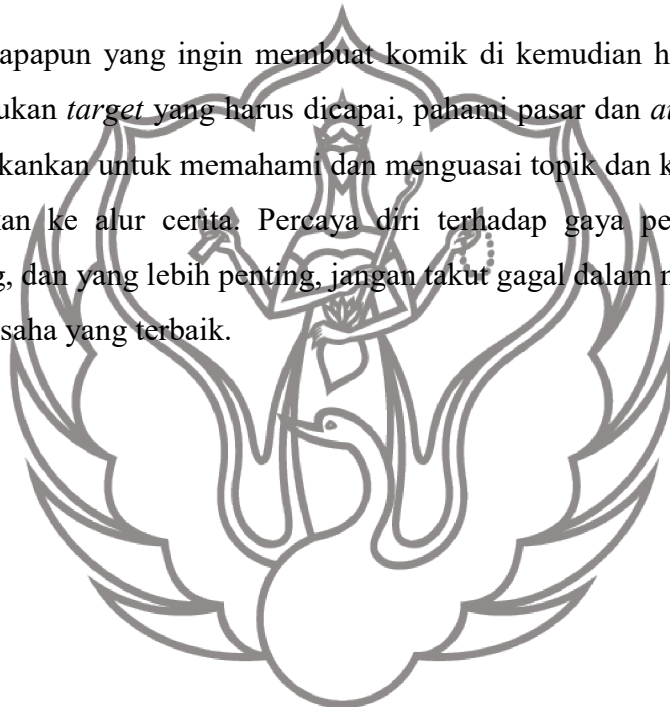 apapun yang ingin membuat komik di kemudian h
ukan target yang harus dicapai, pahami pasar dan
kankan untuk memahami dan menguasai topik dan k
an ke alur cerita. Percaya diri terhadap gaya pe
g, dan yang lebih penting, jangan takut gagal dalam
saha yang terbaik.